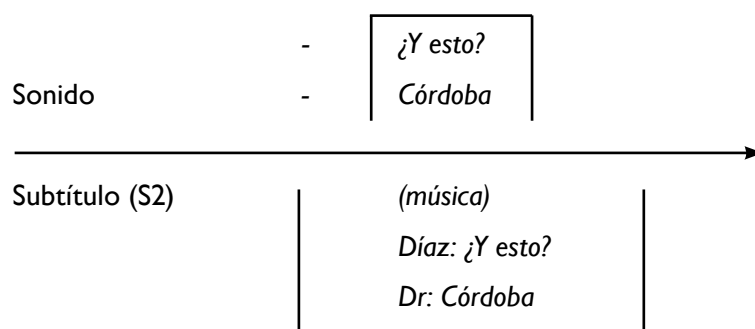 - ¿Y esto?
Sonido - Córdoba
Subtítulo (S2) (música)
Díaz: ¿Y esto?
Dr: Córdoba